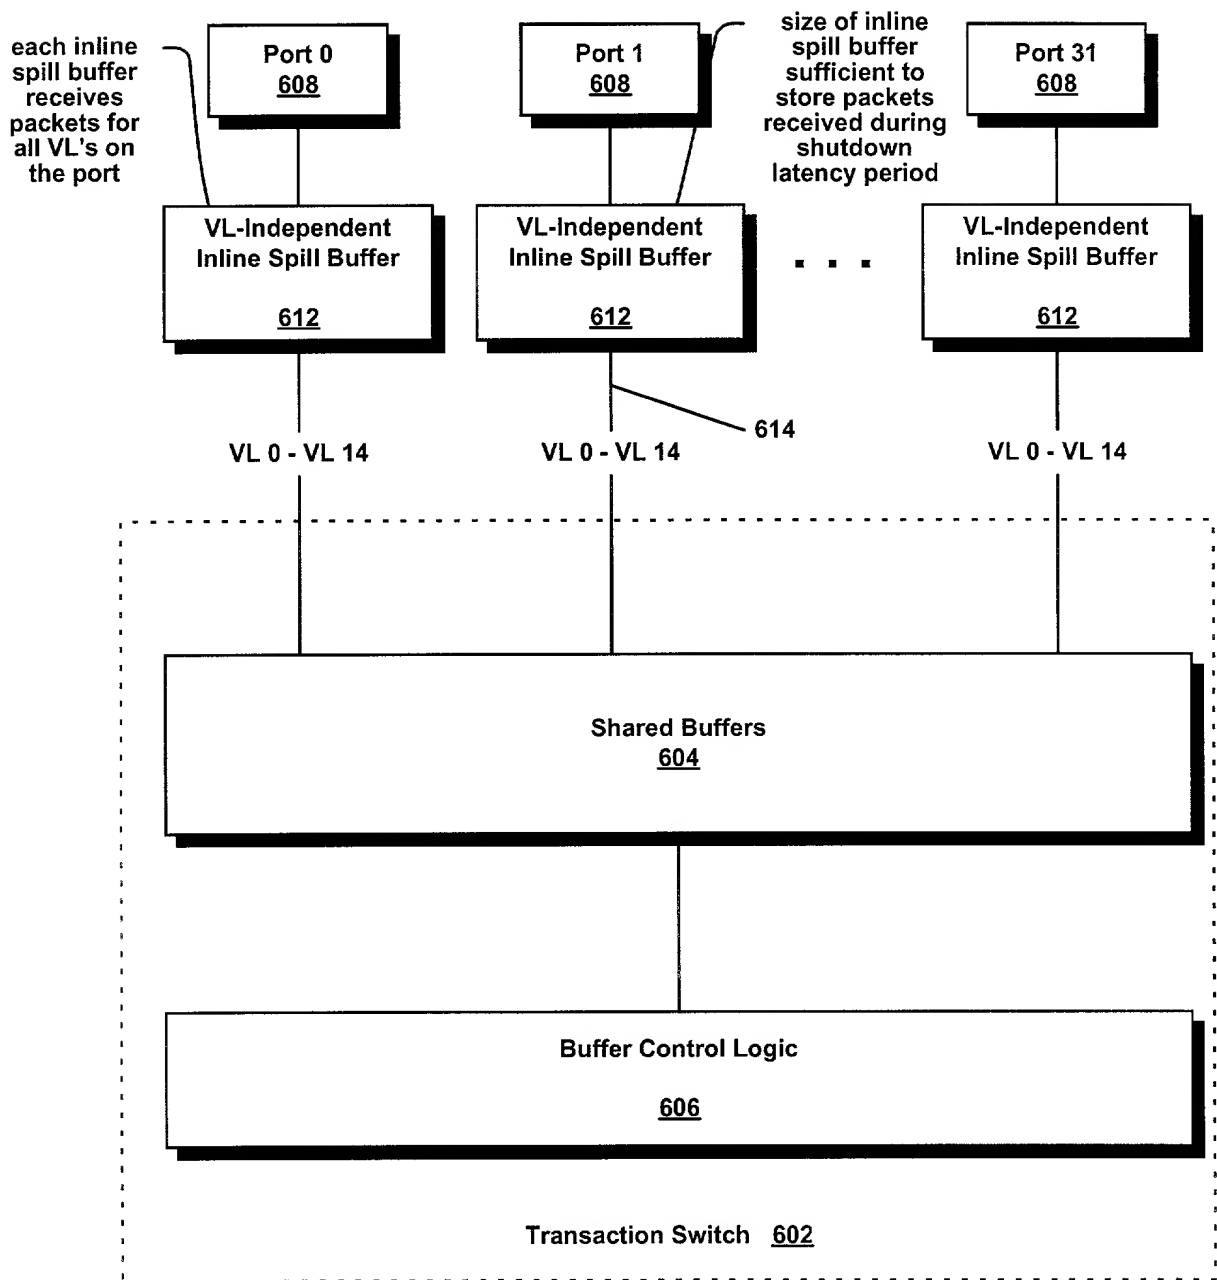 each inline
spill buffer
receives
packets for
all VL's on
the port
Port 0
608
Port 1
608
size of inline
spill buffer
sufficient to
store packets
received during
shutdown
latency period
Port 31
608
VL-Independent
Inline Spill Buffer
612
VL-Independent
Inline Spill Buffer
612
. . .
VL-Independent
Inline Spill Buffer
612
614
VL 0 - VL 14
VL 0 - VL 14
VL 0 - VL 14
Shared Buffers
604
Buffer Control Logic
606
Transaction Switch 602